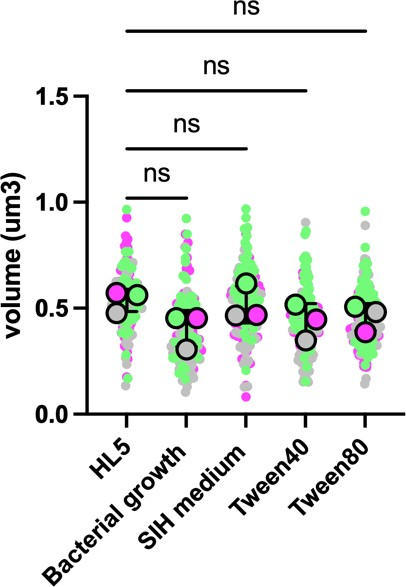 ns
ns
ns
ns
1.5
1.0
0.5
0.0
volume (um3)
HL5
Bacterial growth
SIH medium
Tween40
Tween80